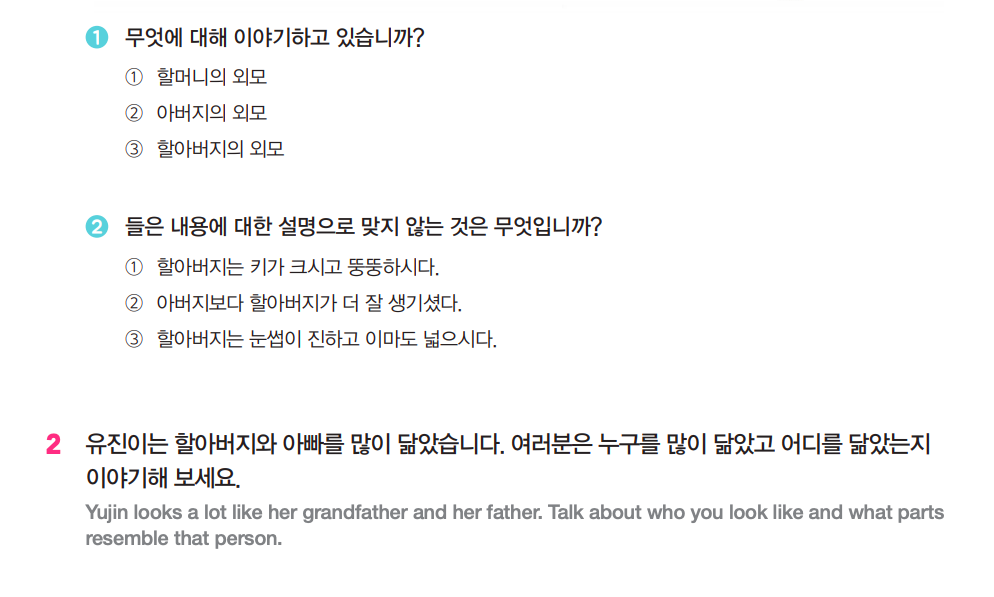 1 무엇에 대해 이야기하고 있습니까?
① 할머니의 외모
② 아버지의 외모
③ 할아버지의 외모
2 들은 내용에 대한 설명으로 맞지 않는 것은 무엇입니까?
① 할아버지는 키가 크시고 뚱뚱하시다.
② 아버지보다 할아버지가 더 잘 생기셨다.
③ 할아버지는 눈썹이 진하고 이마도 넓으시다.
2 유진이는 할아버지와 아빠를 많이 닮았습니다. 여러분은 누구를 많이 닮았고 어디를 닮았는지
이야기해 보세요.
Yujin looks a lot like her grandfather and her father. Talk about who you look like and what parts
resemble that person.